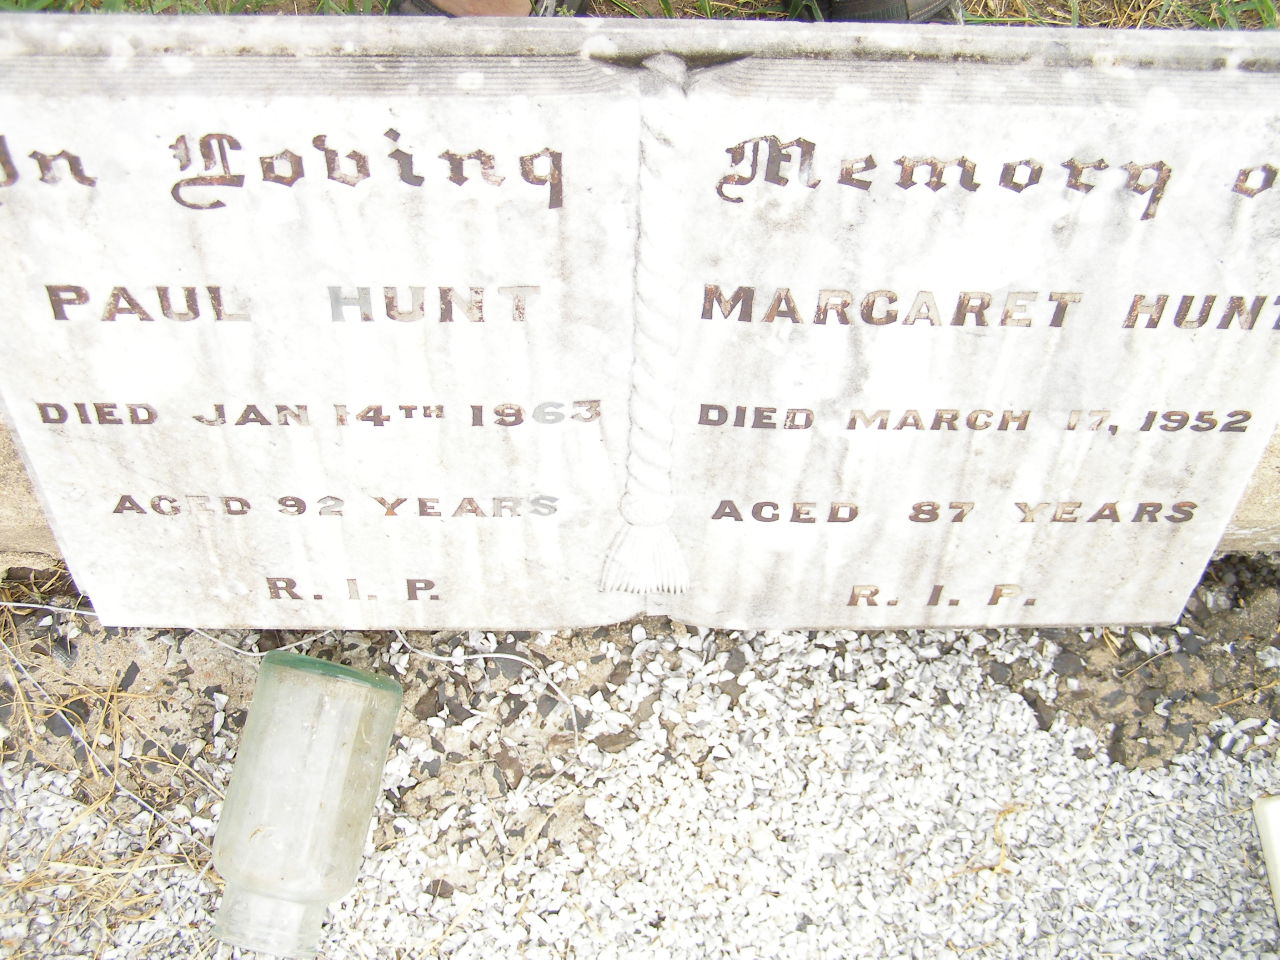 In Loving Memory o
PAUL HUNT
DIED JAN 14TH 1963
AGED 92 YEARS
R. I. P.
MARGARET HUNT
DIED MARCH 17, 1952
AGED 87 YEARS
R. I. P.